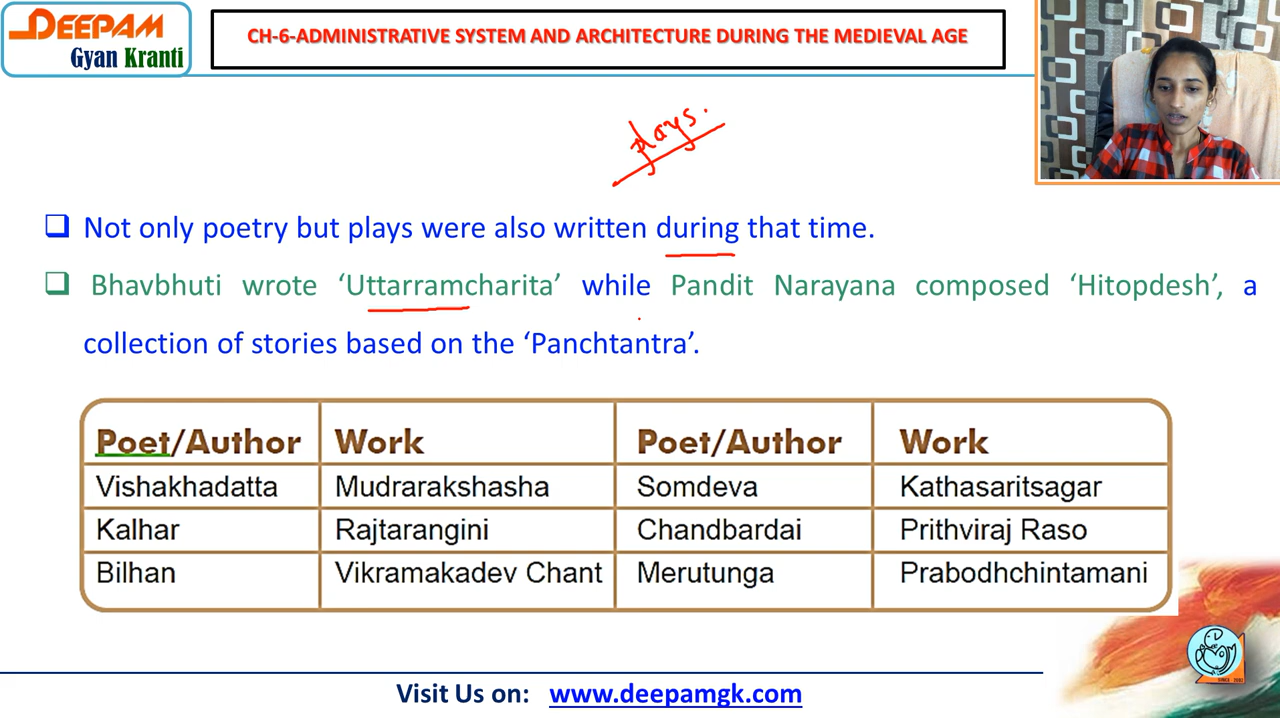 DEEPAM
Gyan Kranti
CH-6-ADMINISTRATIVE SYSTEM AND ARCHITECTURE DURING THE MEDIEVAL AGE
plays.
❑ Not only poetry but plays were also written during that time.
❑ Bhavbhuti wrote ‘Uttarramcharita’ while Pandit Narayana composed ‘Hitopdesh’, a
collection of stories based on the ‘Panchtantra’.
Poet/Author Work Poet/Author Work
Vishakhadatta Mudrarakshasha Somdeva Kathasaritsagar
Kalhar Rajtarangini Chandbardai Prithviraj Raso
Bilhan Vikramakadev Chant Merutunga Prabodhchintamani
Visit Us on: www.deepamgk.com